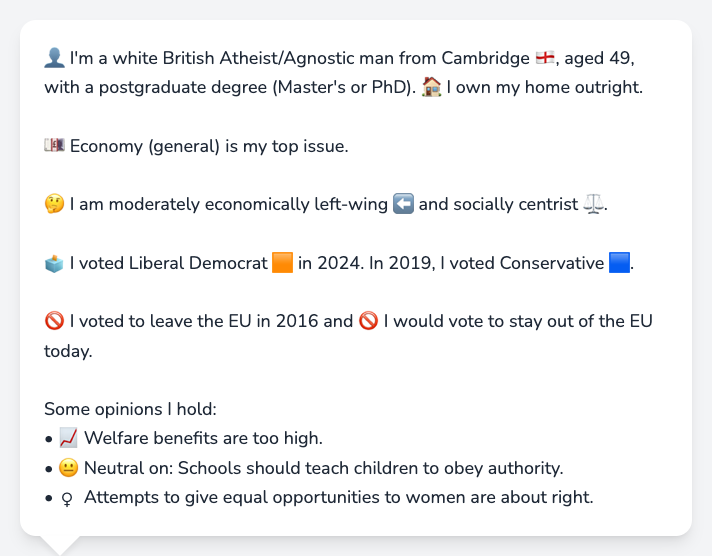 👤 I'm a white British Atheist/Agnostic man from Cambridge 🏴󠁧󠁢󠁥󠁮󠁧󠁿, aged 49,
with a postgraduate degree (Master's or PhD). 🏠 I own my home outright.
💷 Economy (general) is my top issue.
🤔 I am moderately economically left-wing ⬅️ and socially centrist ⚖️.
🗳️ I voted Liberal Democrat 🟧 in 2024. In 2019, I voted Conservative 🟦.
🚫 I voted to leave the EU in 2016 and 🚫 I would vote to stay out of the EU
today.
Some opinions I hold:
• 📈 Welfare benefits are too high.
• 😐 Neutral on: Schools should teach children to obey authority.
• ♀ Attempts to give equal opportunities to women are about right.